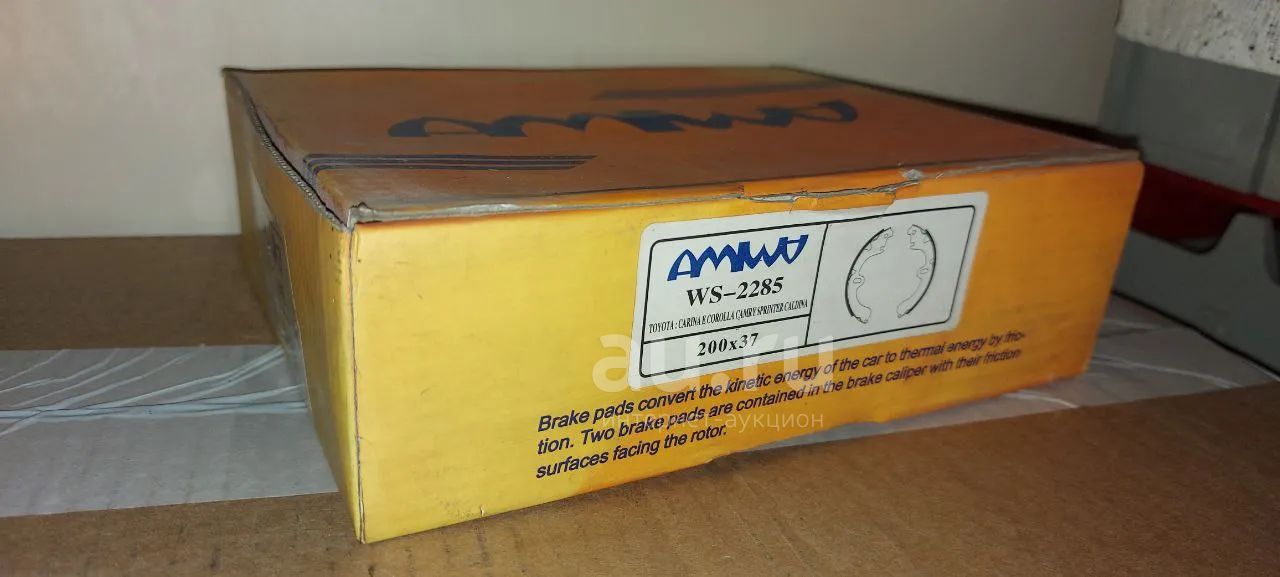 AMIWA
AMIWA
WS-2285
TOYOTA : CARINA E COROLLA CAMRY SPRINTER CALDINA
200x37
au.ru
интернет-аукцион
Brake pads convert the kinetic energy of the car to thermal energy by fric-
tion. Two brake pads are contained in the brake caliper with their friction
surfaces facing the rotor.